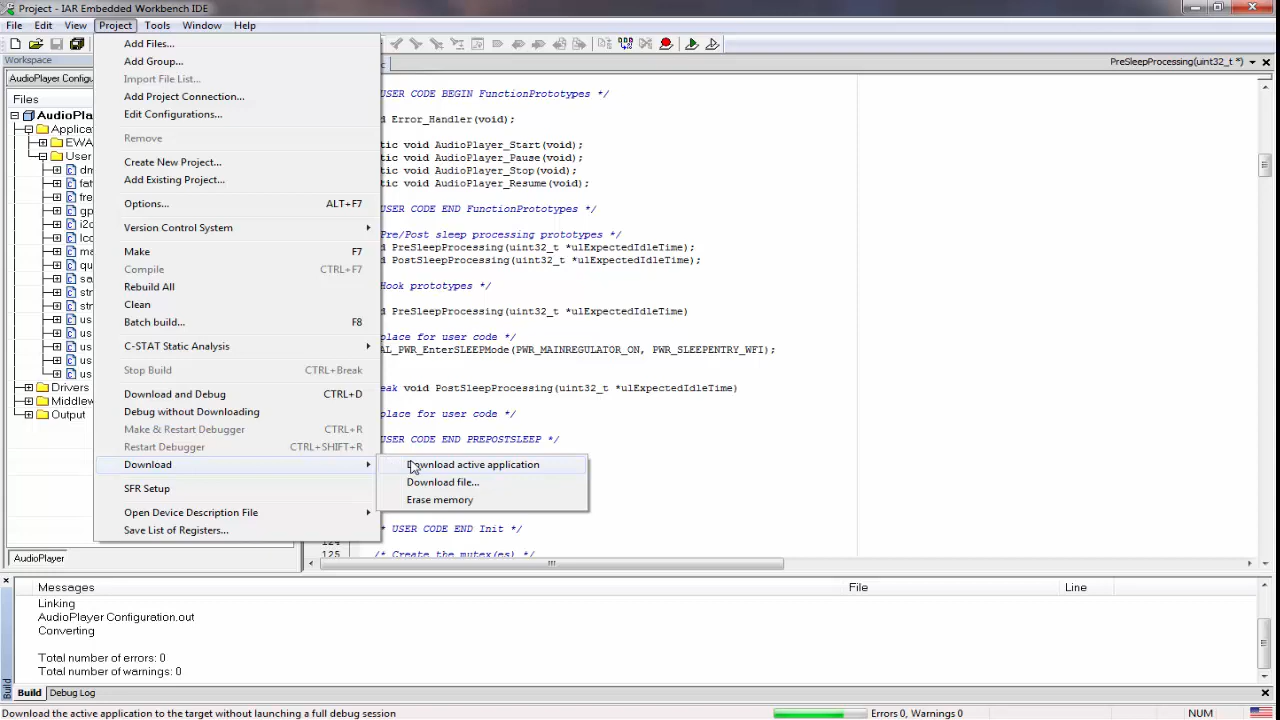 Project - IAR Embedded Workbench IDE
File Edit View Project Tools Window Help
Workspace
AudioPlayer Configu
Files
AudioPla
Applicat
EWA
User
dm
fat
fre
gp
i2c
lcc
ma
qu
sa
str
str
us
us
us
us
us
Drivers
Middlew
Output
AudioPlayer
Add Files...
Add Group...
Import File List...
Add Project Connection...
Edit Configurations...
Remove
Create New Project...
Add Existing Project...
Options... ALT+F7
Version Control System
Make F7
Compile CTRL+F7
Rebuild All
Clean
Batch build... F8
C-STAT Static Analysis
Stop Build CTRL+Break
Download and Debug CTRL+D
Debug without Downloading
Make & Restart Debugger CTRL+R
Restart Debugger CTRL+SHIFT+R
Download
SFR Setup
Open Device Description File
Save List of Registers...
Download active application
Download file...
Erase memory
c
PreSleepProcessing(uint32_t *)
USER CODE BEGIN FunctionPrototypes */
d Error_Handler(void);
tic void AudioPlayer_Start(void);
tic void AudioPlayer_Pause(void);
tic void AudioPlayer_Stop(void);
tic void AudioPlayer_Resume(void);
USER CODE END FunctionPrototypes */
Pre/Post sleep processing prototypes */
d PreSleepProcessing(uint32_t *ulExpectedIdleTime);
d PostSleepProcessing(uint32_t *ulExpectedIdleTime);
Hook prototypes */
d PreSleepProcessing(uint32_t *ulExpectedIdleTime)
place for user code */
AL_PWR_EnterSLEEPMode(PWR_MAINREGULATOR_ON, PWR_SLEEPENTRY_WFI);
eak void PostSleepProcessing(uint32_t *ulExpectedIdleTime)
place for user code */
USER CODE END PREPOSTSLEEP */
* USER CODE END Init */
125 /* Create the mutex(es) */
Messages File Line
Linking
AudioPlayer Configuration.out
Converting
Total number of errors: 0
Total number of warnings: 0
Build
Build Debug Log
Download the active application to the target without launching a full debug session Errors 0, Warnings 0 NUM